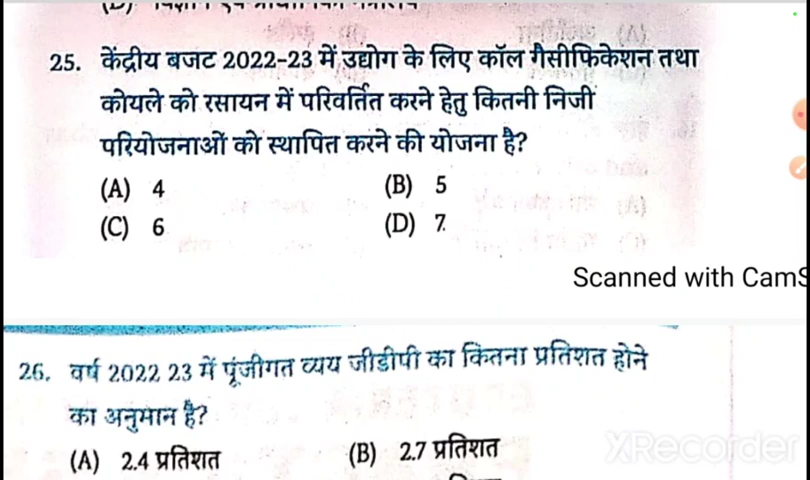 25. केंद्रीय बजट 2022-23 में उद्योग के लिए कॉल गैसीफिकेशन तथा
कोयले को रसायन में परिवर्तित करने हेतु कितनी निजी
परियोजनाओं को स्थापित करने की योजना है?
(A) 4 (B) 5
(C) 6 (D) 7
Scanned with CamS
26. वर्ष 2022 23 में पूंजीगत व्यय जीडीपी का कितना प्रतिशत होने
का अनुमान है?
(A) 2.4 प्रतिशत (B) 2.7 प्रतिशत
XRecorder